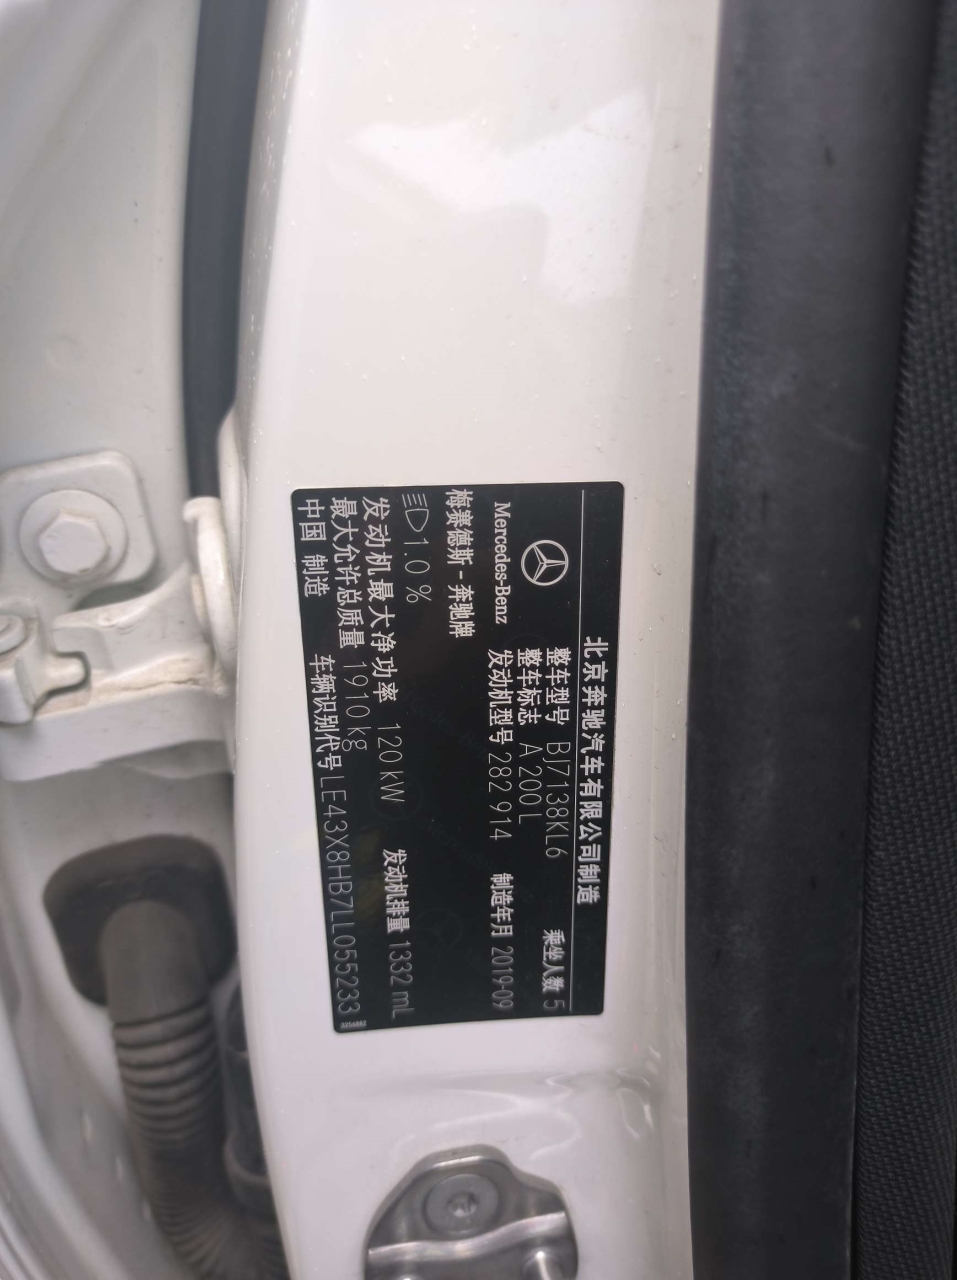 北京奔驰汽车有限公司制造
整车型号 BJ7138KL6 乘坐人数 5
整车标志 A 200 L
Mercedes-Benz 发动机型号 282 914 制造年月 2019-09
梅赛德斯-奔驰牌
1.0 %
发动机最大净功率 120 kW 发动机排量 1332 mL
最大允许总质量 1910 kg
中国 制造 车辆识别代号 LE43X8HB7LL055233